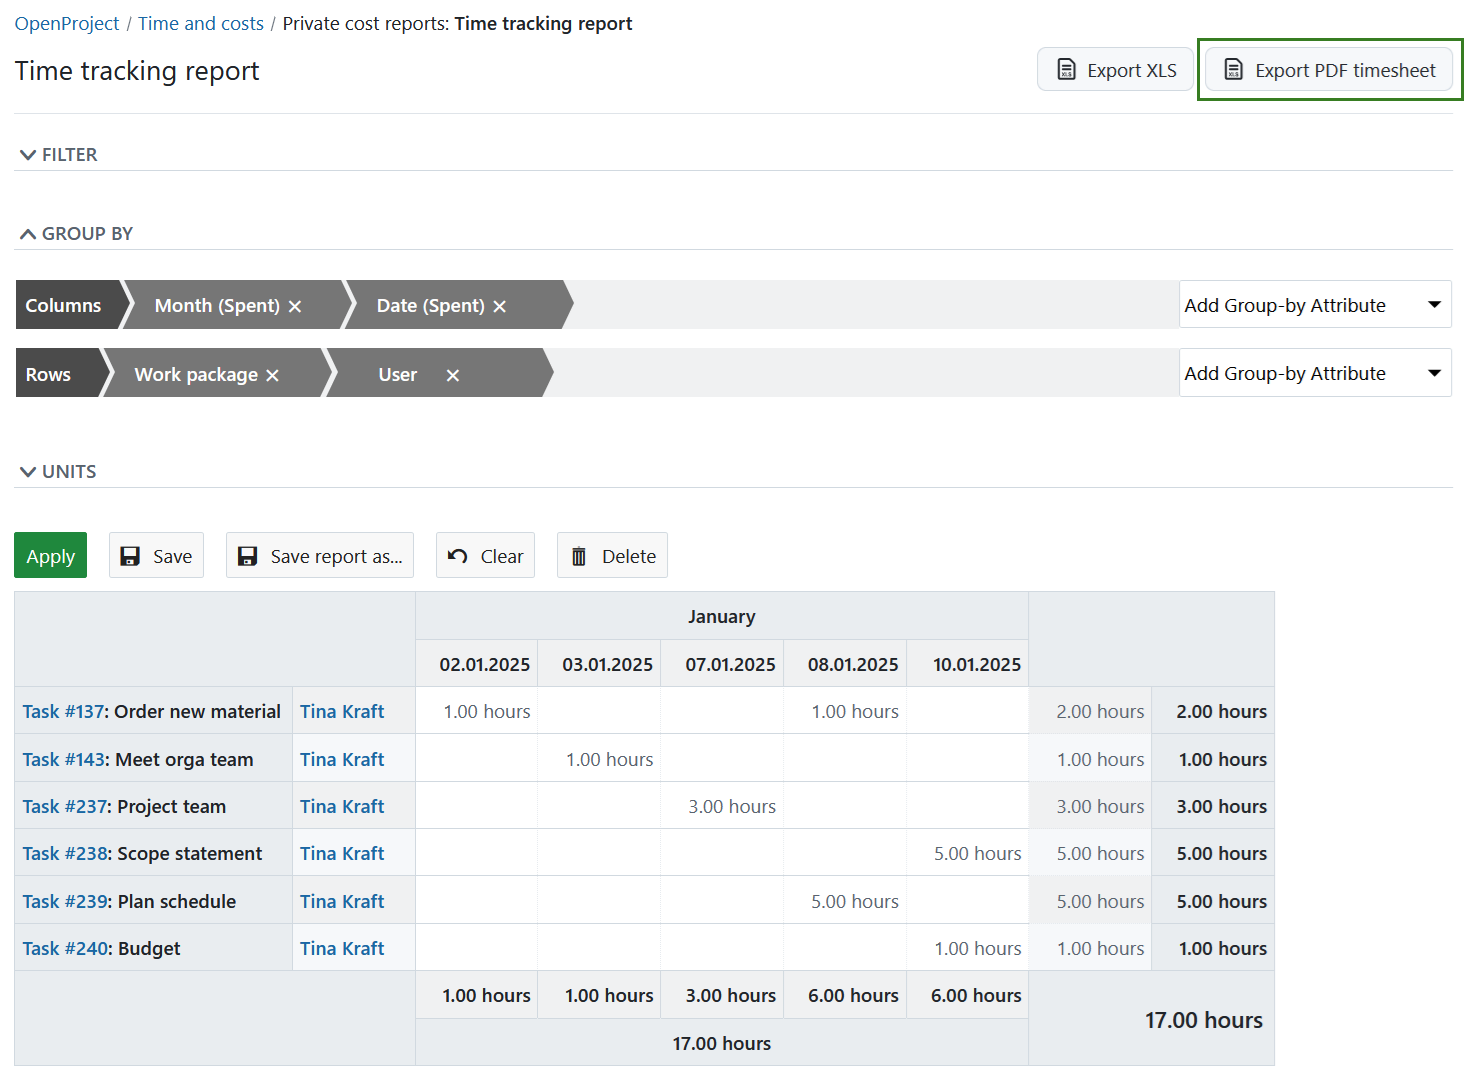 OpenProject / Time and costs / Private cost reports: Time tracking report
Time tracking report
Export XLS
Export PDF timesheet
FILTER
GROUP BY
Columns Month (Spent) Date (Spent) Add Group-by Attribute
Rows Work package User Add Group-by Attribute
UNITS
Apply Save Save report as... Clear Delete
January
02.01.2025 03.01.2025 07.01.2025 08.01.2025 10.01.2025
Task #137: Order new material Tina Kraft 1.00 hours 1.00 hours 2.00 hours 2.00 hours
Task #143: Meet orga team Tina Kraft 1.00 hours 1.00 hours 1.00 hours
Task #237: Project team Tina Kraft 3.00 hours 3.00 hours 3.00 hours
Task #238: Scope statement Tina Kraft 5.00 hours 5.00 hours 5.00 hours
Task #239: Plan schedule Tina Kraft 5.00 hours 5.00 hours 5.00 hours
Task #240: Budget Tina Kraft 1.00 hours 1.00 hours 1.00 hours
1.00 hours 1.00 hours 3.00 hours 6.00 hours 6.00 hours
17.00 hours
17.00 hours